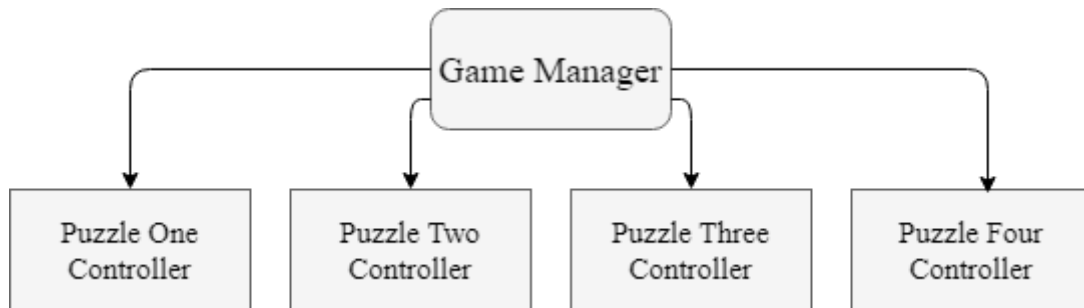 Game Manager
Puzzle One
Controller
Puzzle Two
Controller
Puzzle Three
Controller
Puzzle Four
Controller